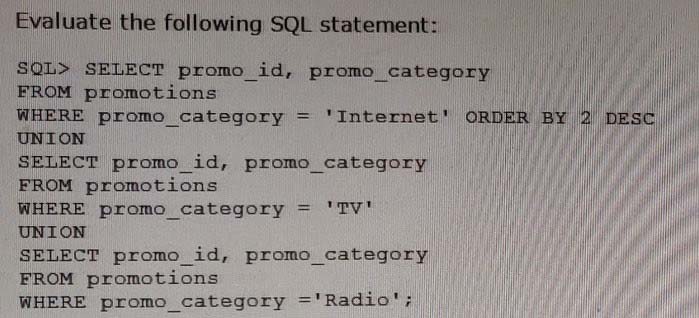 Evaluate the following SQL statement:
SQL> SELECT promo_id, promo_category
FROM promotions
WHERE promo_category = 'Internet' ORDER BY 2 DESC
UNION
SELECT promo_id, promo_category
FROM promotions
WHERE promo_category = 'TV'
UNION
SELECT promo_id, promo_category
FROM promotions
WHERE promo_category ='Radio';